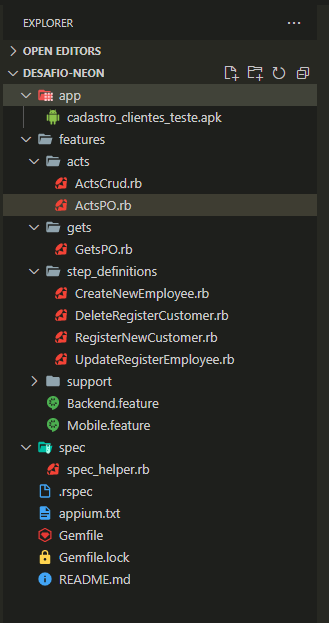 EXPLORER
OPEN EDITORS
DESAFIO-NEON
app
cadastro_clientes_teste.apk
features
acts
ActsCrud.rb
ActsPO.rb
gets
GetsPO.rb
step_definitions
CreateNewEmployee.rb
DeleteRegisterCustomer.rb
RegisterNewCustomer.rb
UpdateRegisterEmployee.rb
support
Backend.feature
Mobile.feature
spec
spec_helper.rb
.rspec
appium.txt
Gemfile
Gemfile.lock
README.md